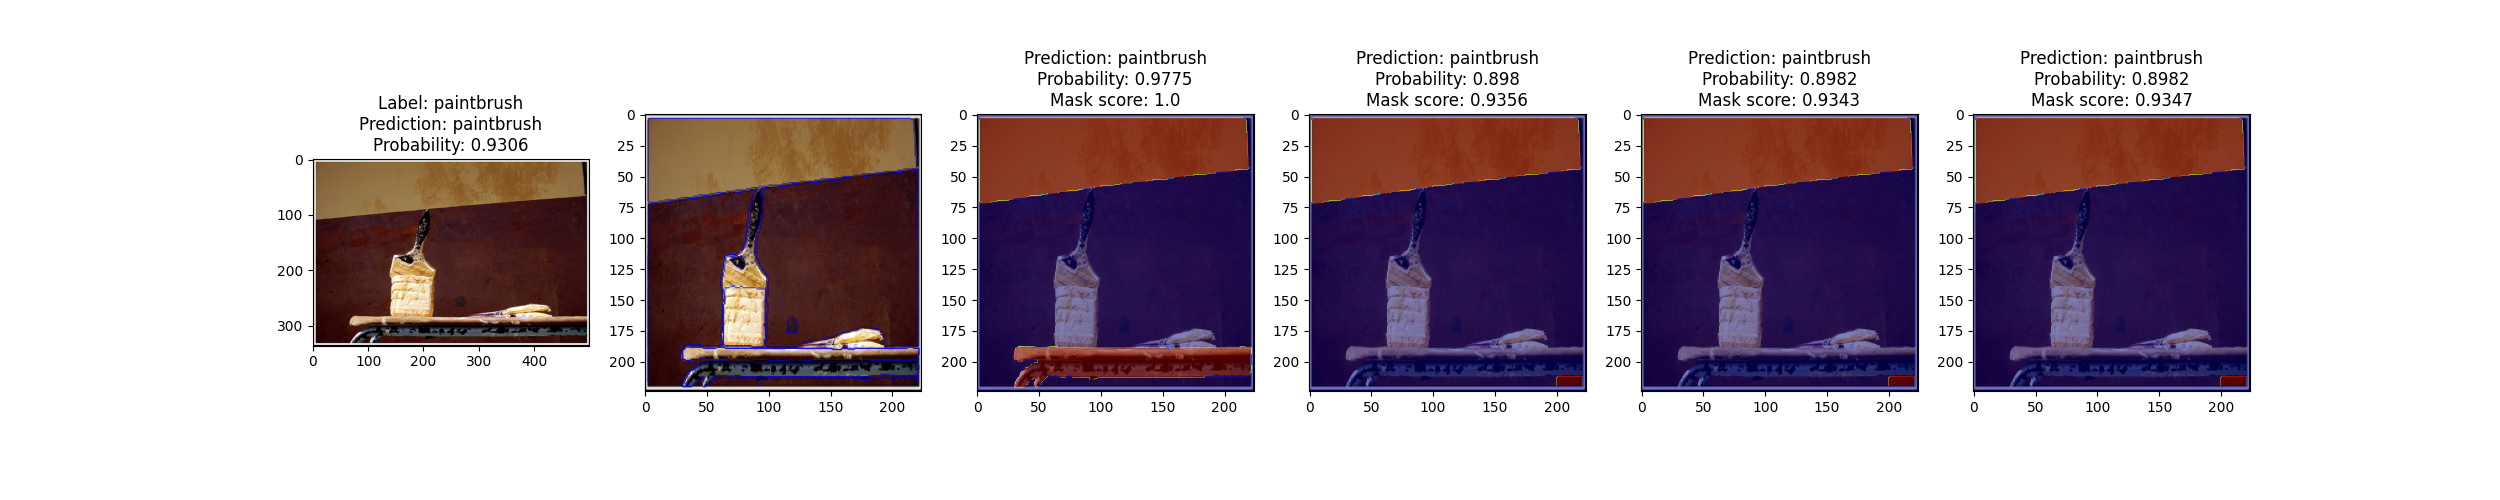 Label: paintbrush
Prediction: paintbrush
Probability: 0.9306
0
100
200
300
0 100 200 300 400
0
25
50
75
100
125
150
175
200
0 50 100 150 200
Prediction: paintbrush
Probability: 0.9775
Mask score: 1.0
0
25
50
75
100
125
150
175
200
0 50 100 150 200
Prediction: paintbrush
Probability: 0.898
Mask score: 0.9356
0
25
50
75
100
125
150
175
200
0 50 100 150 200
Prediction: paintbrush
Probability: 0.8982
Mask score: 0.9343
0
25
50
75
100
125
150
175
200
0 50 100 150 200
Prediction: paintbrush
Probability: 0.8982
Mask score: 0.9347
0
25
50
75
100
125
150
175
200
0 50 100 150 200